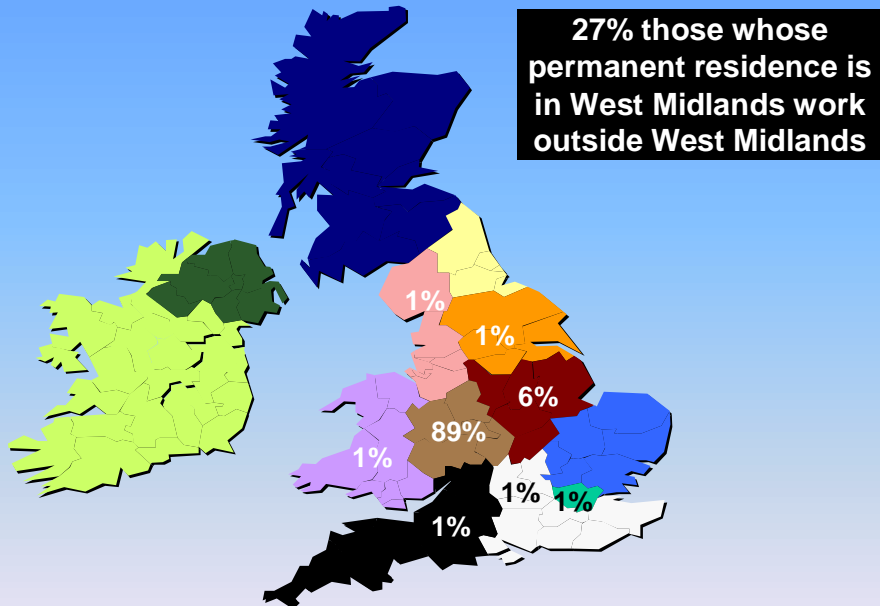 27% those whose
permanent residence is
in West Midlands work
outside West Midlands
1%
1%
6%
89%
1%
1%
1%
1%